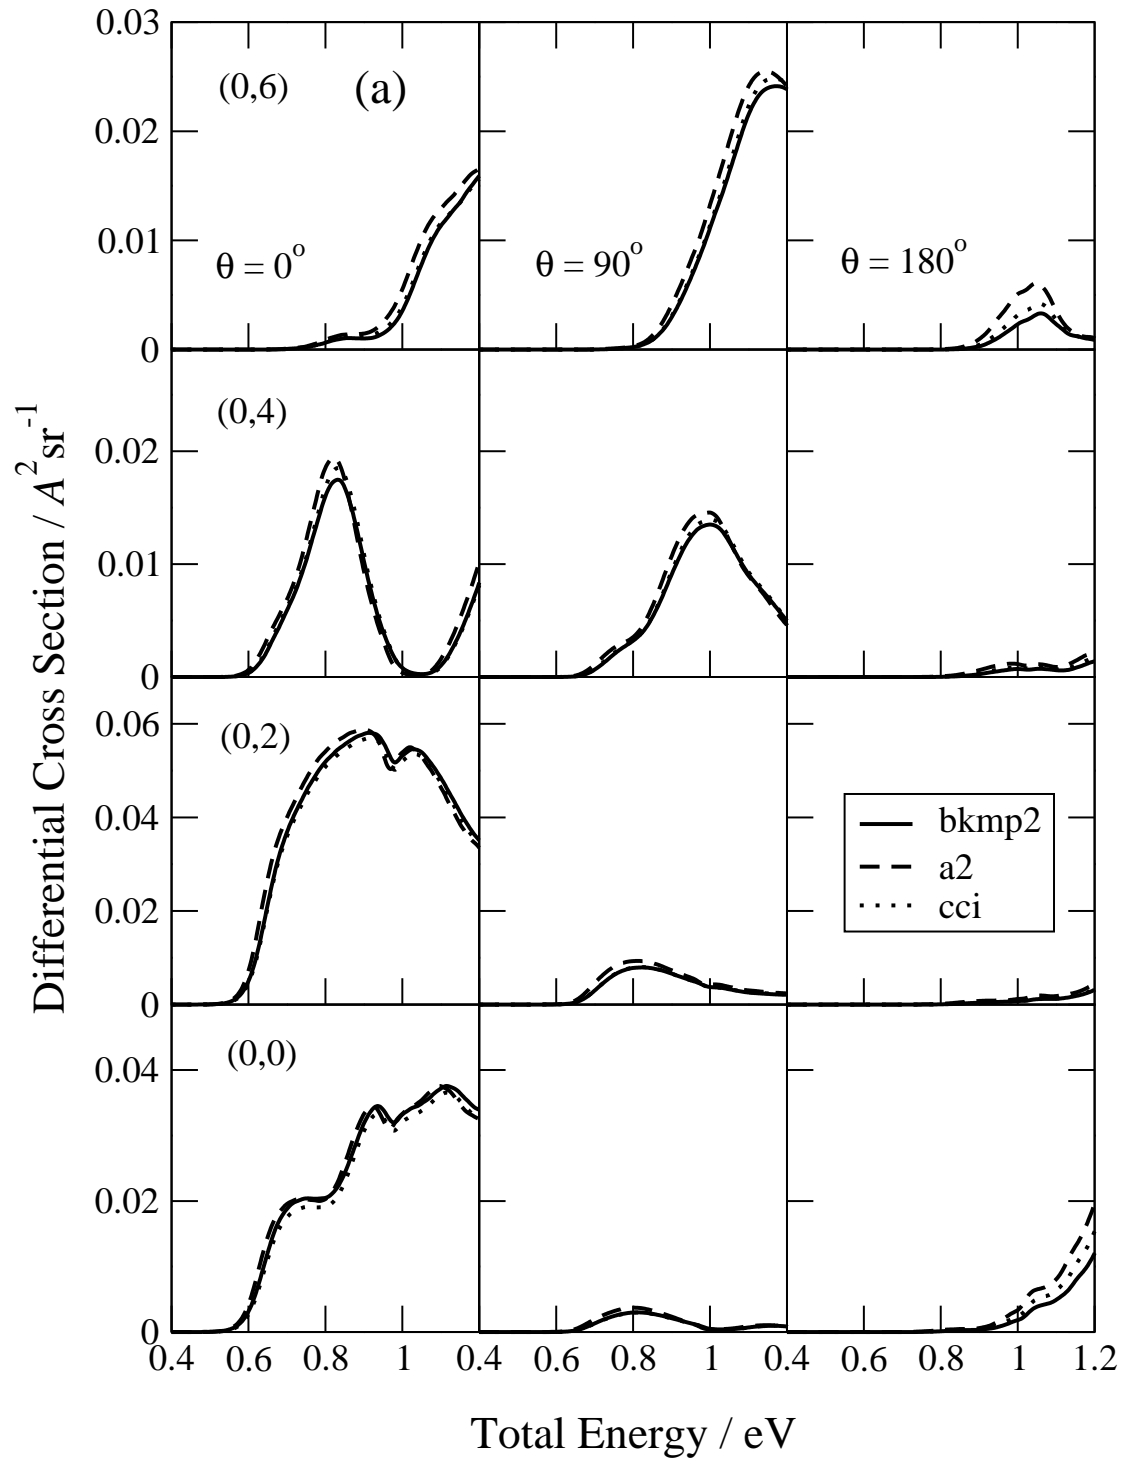 0.03
(0,6)
(a)
0.02
0.01
θ = 0°
θ = 90°
θ = 180°
0
(0,4)
0.02
0.01
0
0.06
(0,2)
0.04
bkmp2
a2
cci
0.02
0
(0,0)
0.04
0.02
0
0.4 0.6 0.8 1 0.4 0.6 0.8 1 0.4 0.6 0.8 1 1.2
Differential Cross Section / A² sr⁻¹
Total Energy / eV